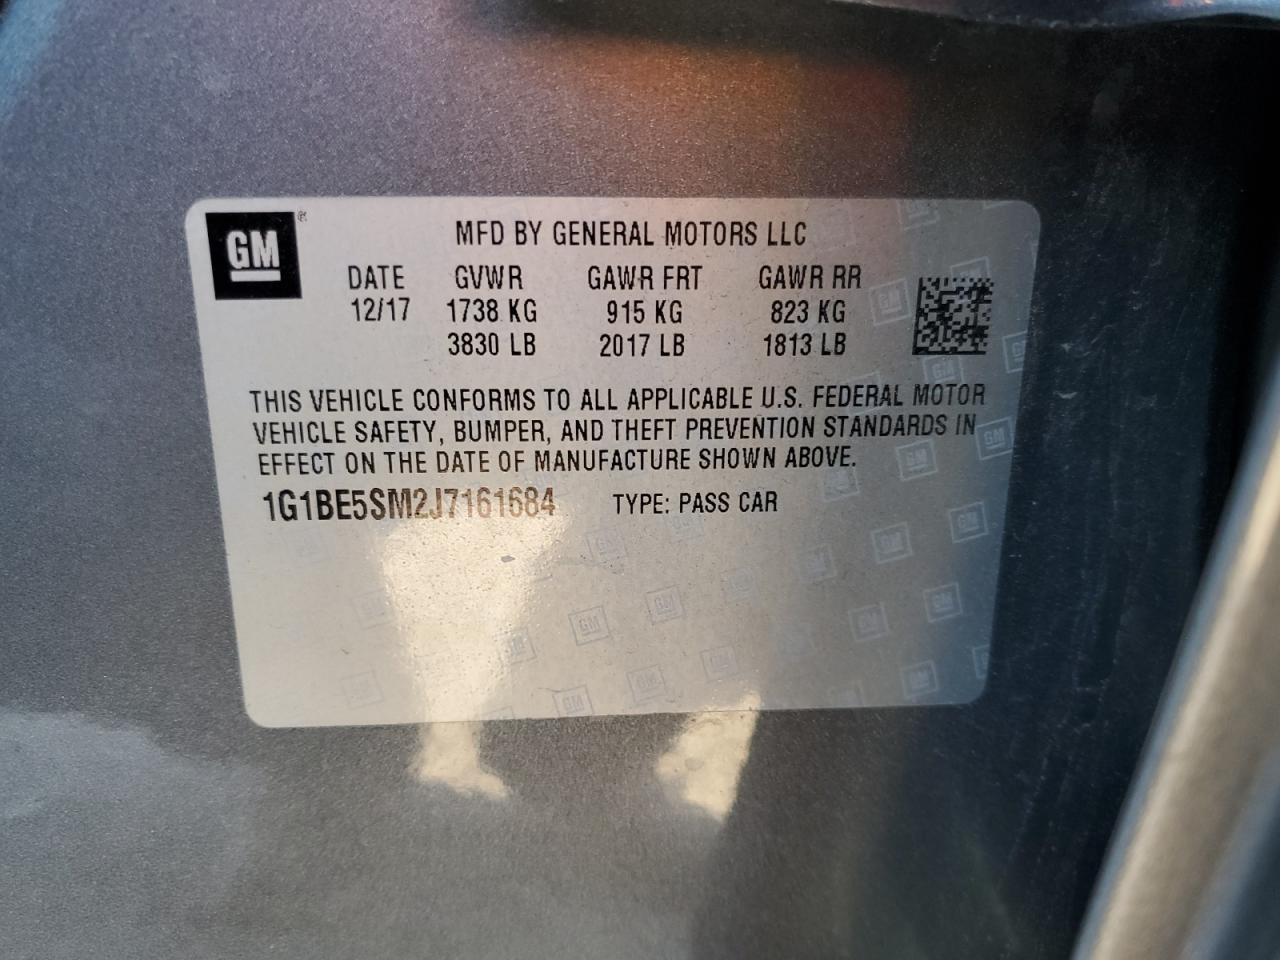 GM ®
MFD BY GENERAL MOTORS LLC
DATE GVWR GAWR FRT GAWR RR
12/17 1738 KG 915 KG 823 KG
3830 LB 2017 LB 1813 LB
THIS VEHICLE CONFORMS TO ALL APPLICABLE U.S. FEDERAL MOTOR
VEHICLE SAFETY, BUMPER, AND THEFT PREVENTION STANDARDS IN
EFFECT ON THE DATE OF MANUFACTURE SHOWN ABOVE.
1G1BE5SM2J7161684 TYPE: PASS CAR